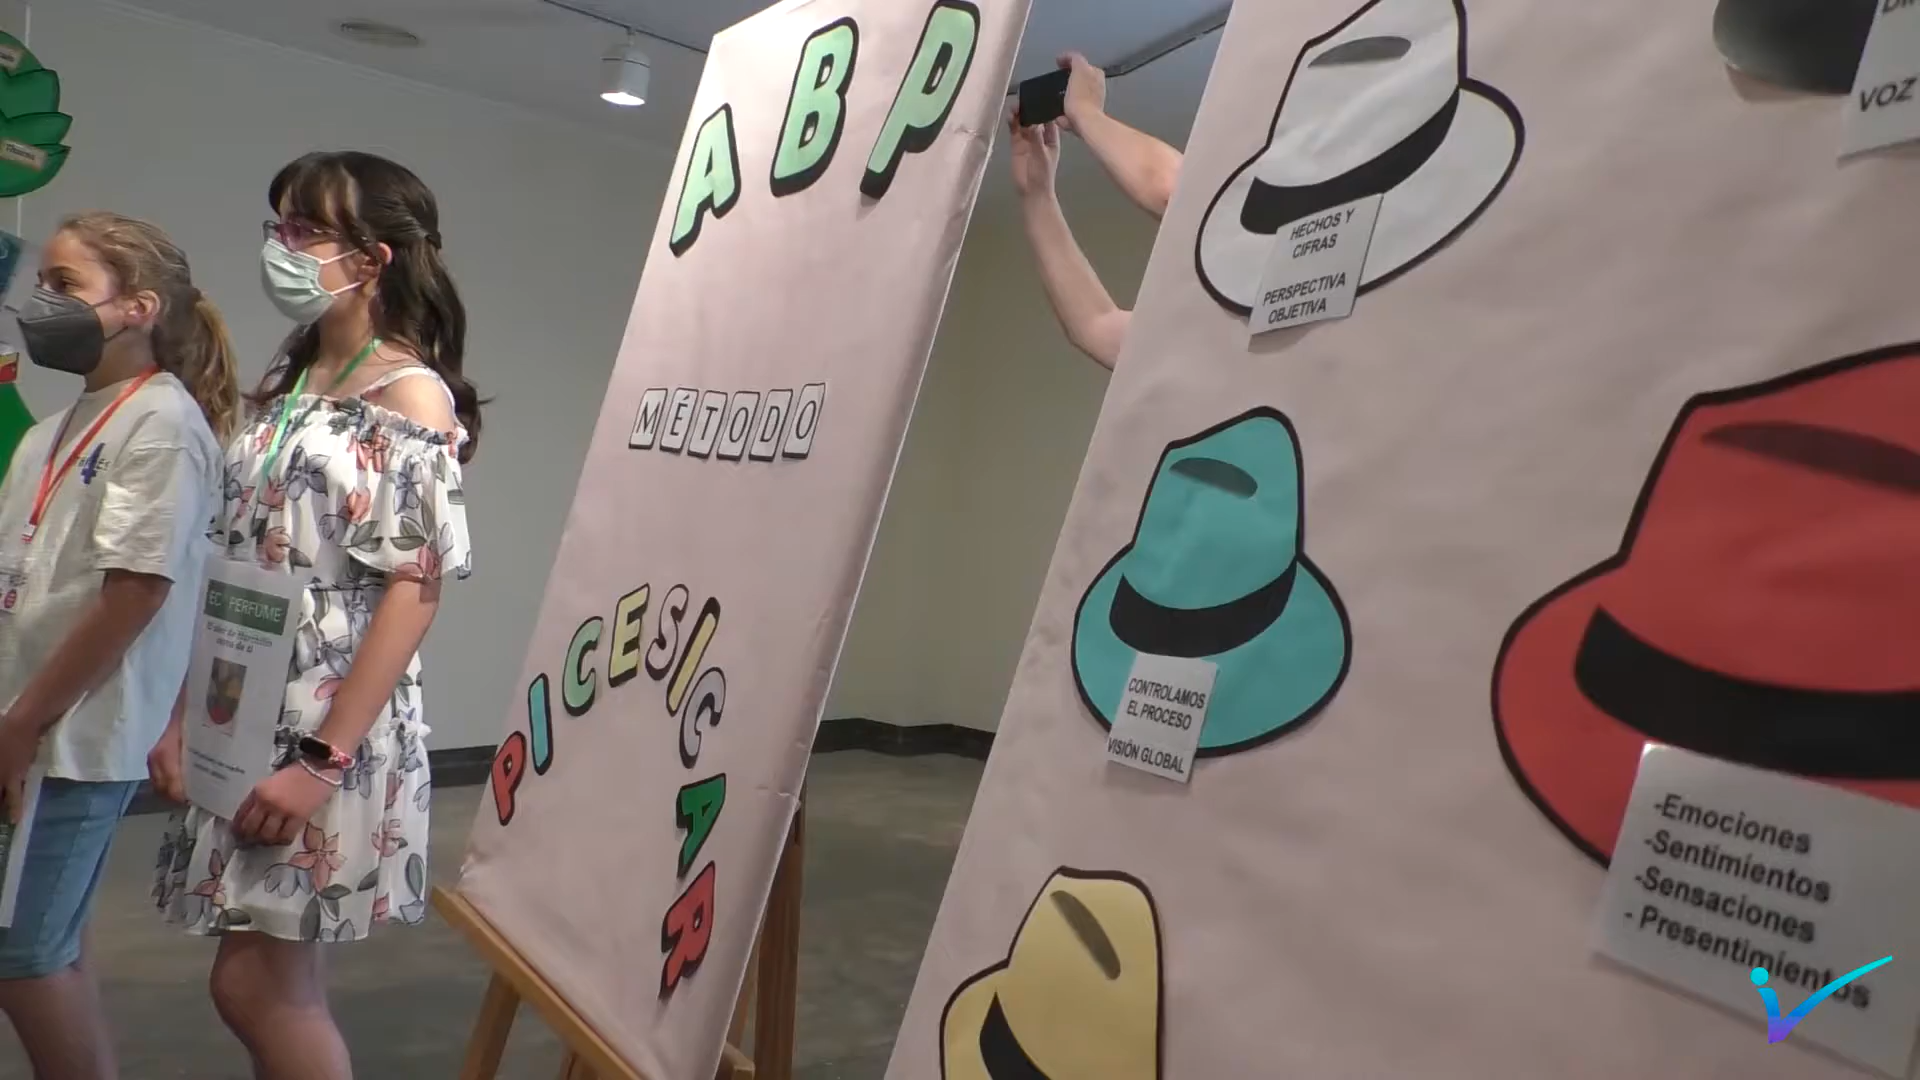 ABP
MÉTODO
PICESICAR
HECHOS Y
CIFRAS
PERSPECTIVA
OBJETIVA
VOZ
CONTROLAMOS
EL PROCESO
VISIÓN GLOBAL
-Emociones
-Sentimientos
-Sensaciones
- Presentimientos
PERFUME